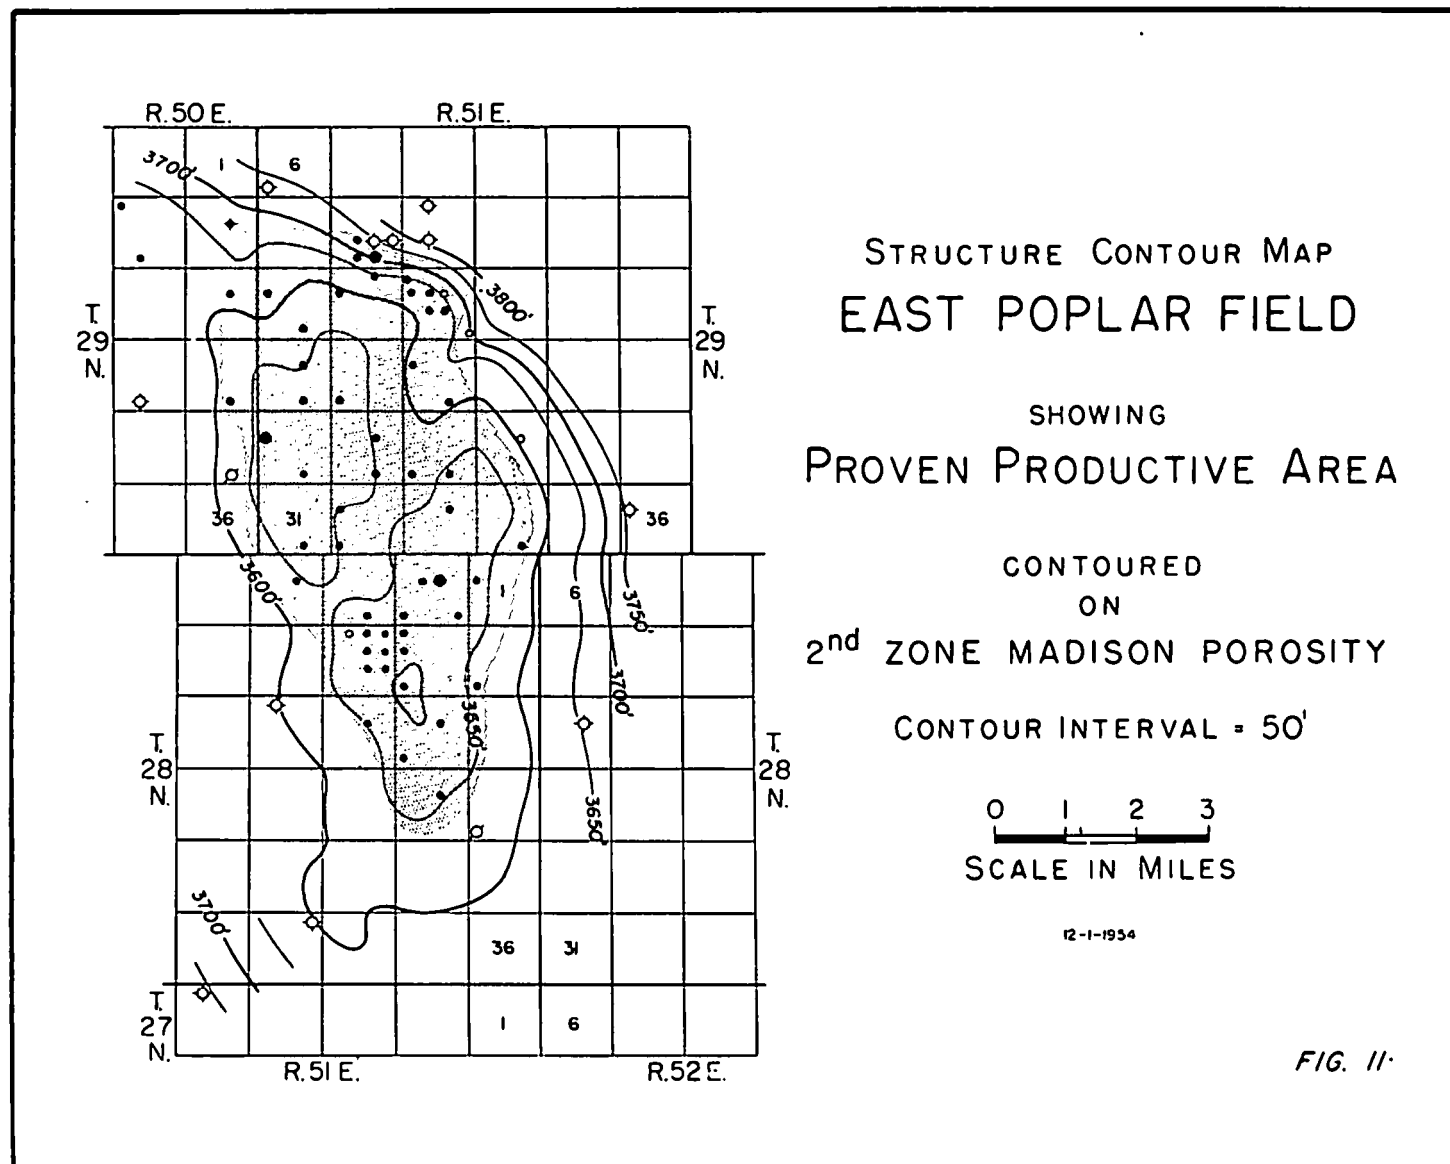 R. 50 E.
R. 51 E.
3700'
1
6
3800'
T.
29
N.
T.
29
N.
36
31
36
3600'
1
6
3750'
3700'
3650'
T.
28
N.
T.
28
N.
3650'
3700'
36
31
T.
27
N.
1
6
R. 51 E.
R. 52 E.
STRUCTURE CONTOUR MAP
EAST POPLAR FIELD
SHOWING
PROVEN PRODUCTIVE AREA
CONTOURED
ON
2nd ZONE MADISON POROSITY
CONTOUR INTERVAL = 50'
0 1 2 3
SCALE IN MILES
12-1-1954
FIG. 11.